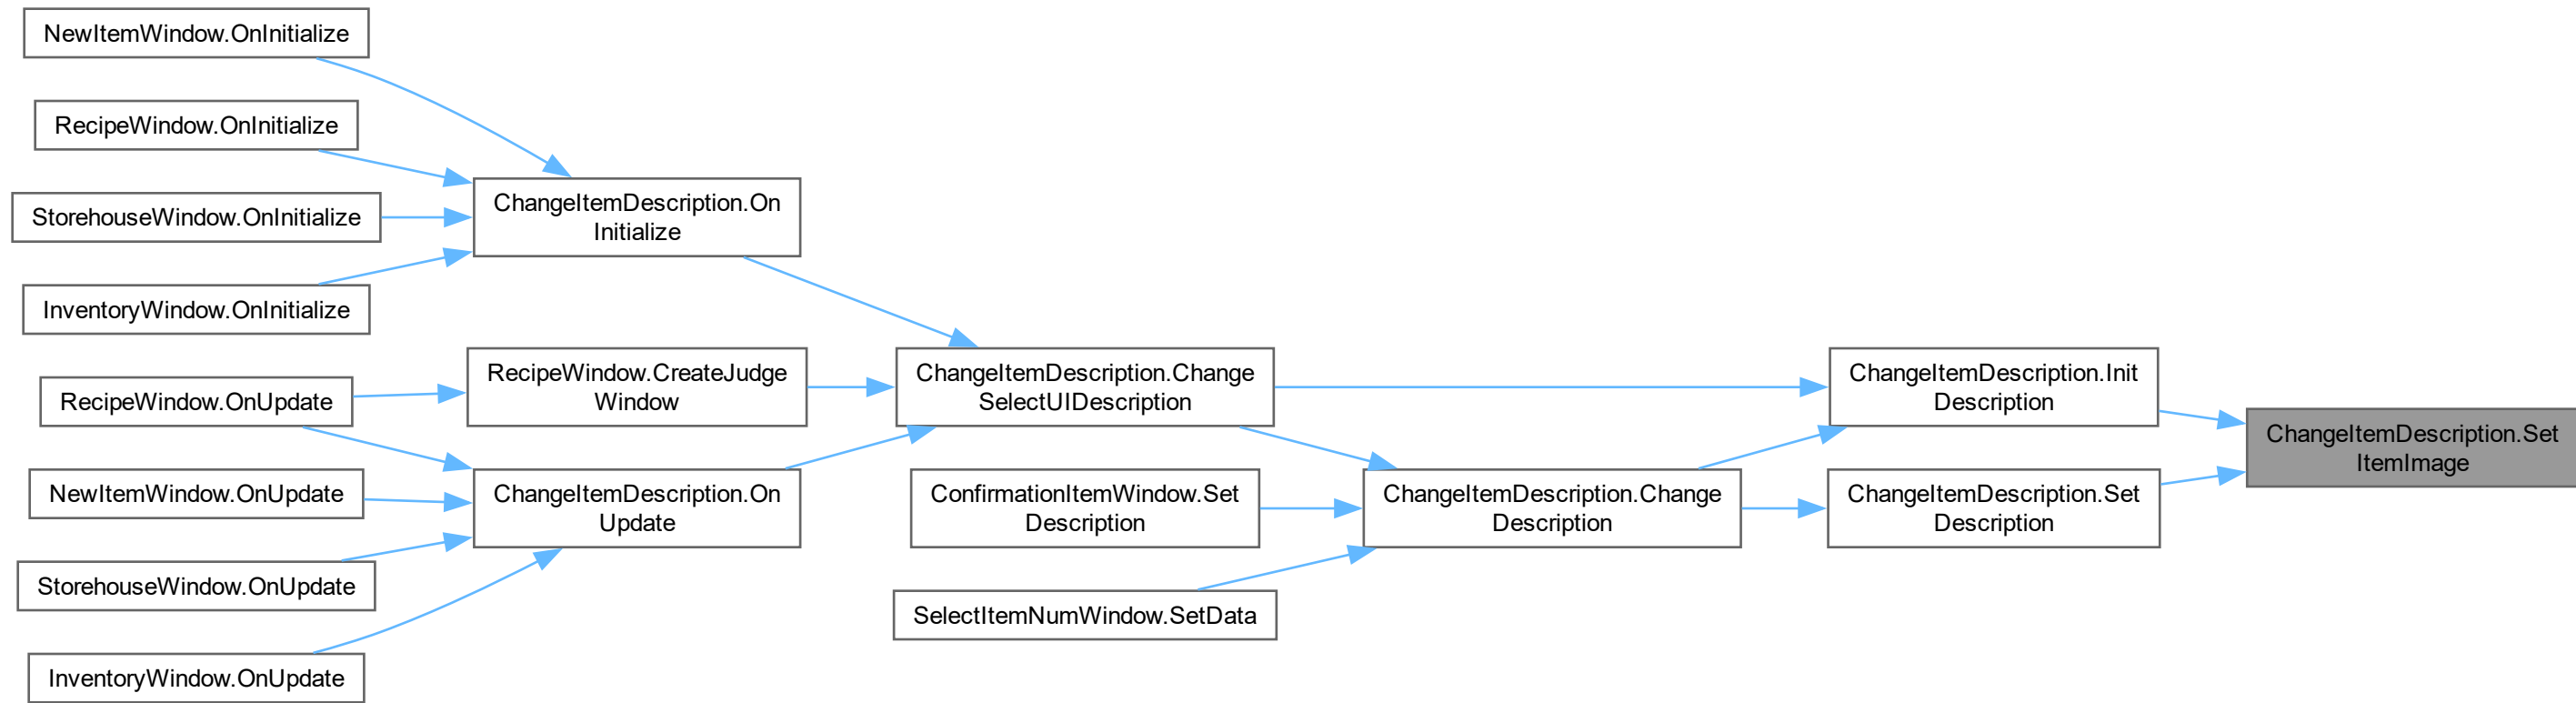 NewItemWindow.OnInitialize
RecipeWindow.OnInitialize
StorehouseWindow.OnInitialize
InventoryWindow.OnInitialize
RecipeWindow.OnUpdate
NewItemWindow.OnUpdate
StorehouseWindow.OnUpdate
InventoryWindow.OnUpdate
ChangeItemDescription.On
Initialize
RecipeWindow.CreateJudge
Window
ChangeItemDescription.On
Update
ChangeItemDescription.Change
SelectUIDescription
ConfirmationItemWindow.Set
Description
SelectItemNumWindow.SetData
ChangeItemDescription.Change
Description
ChangeItemDescription.Init
Description
ChangeItemDescription.Set
Description
ChangeItemDescription.Set
ItemImage